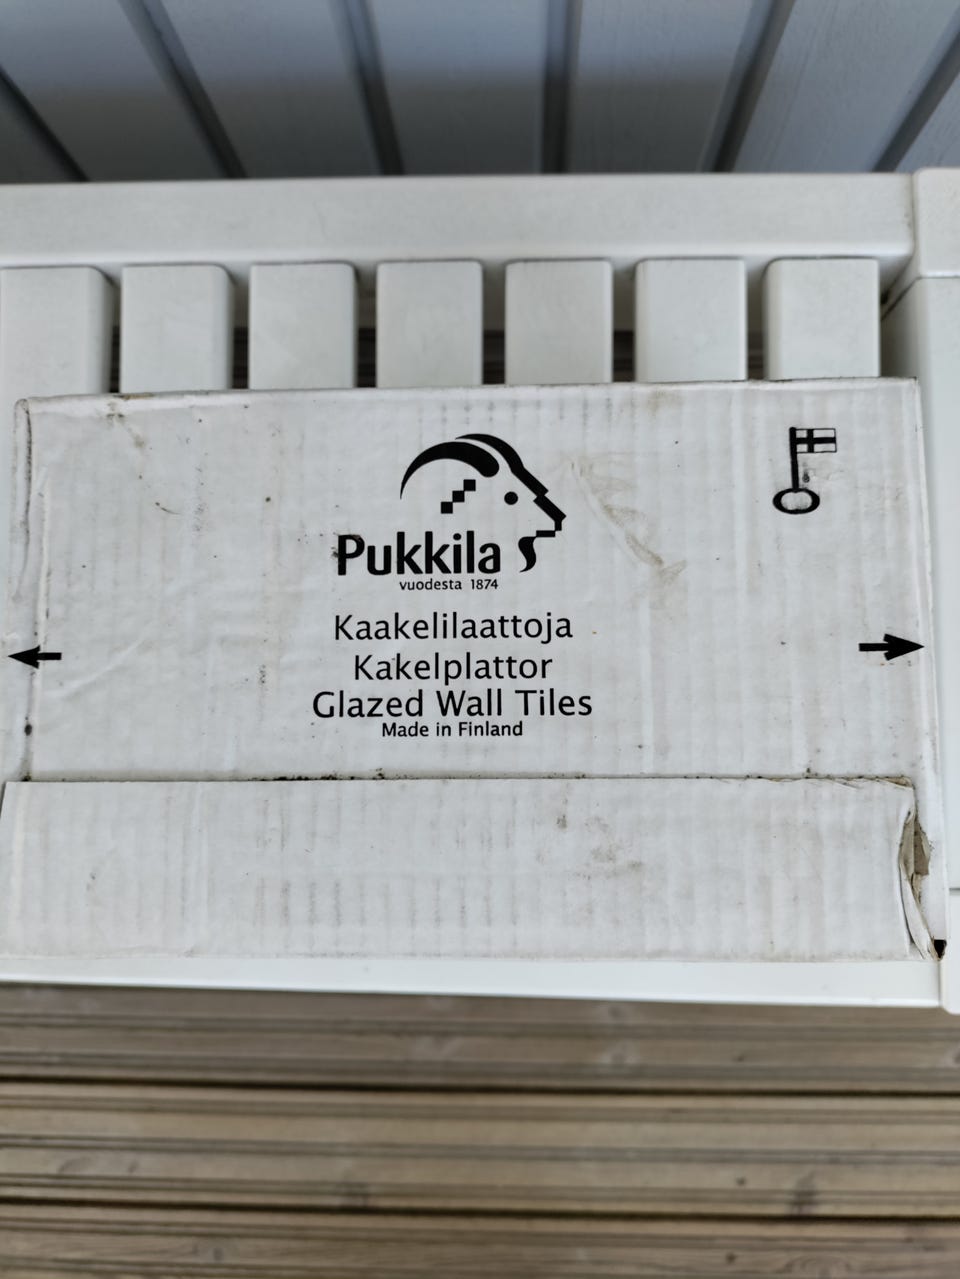 Pukkila
vuodesta 1874
Kaakelilaattoja
Kakelplattor
Glazed Wall Tiles
Made in Finland